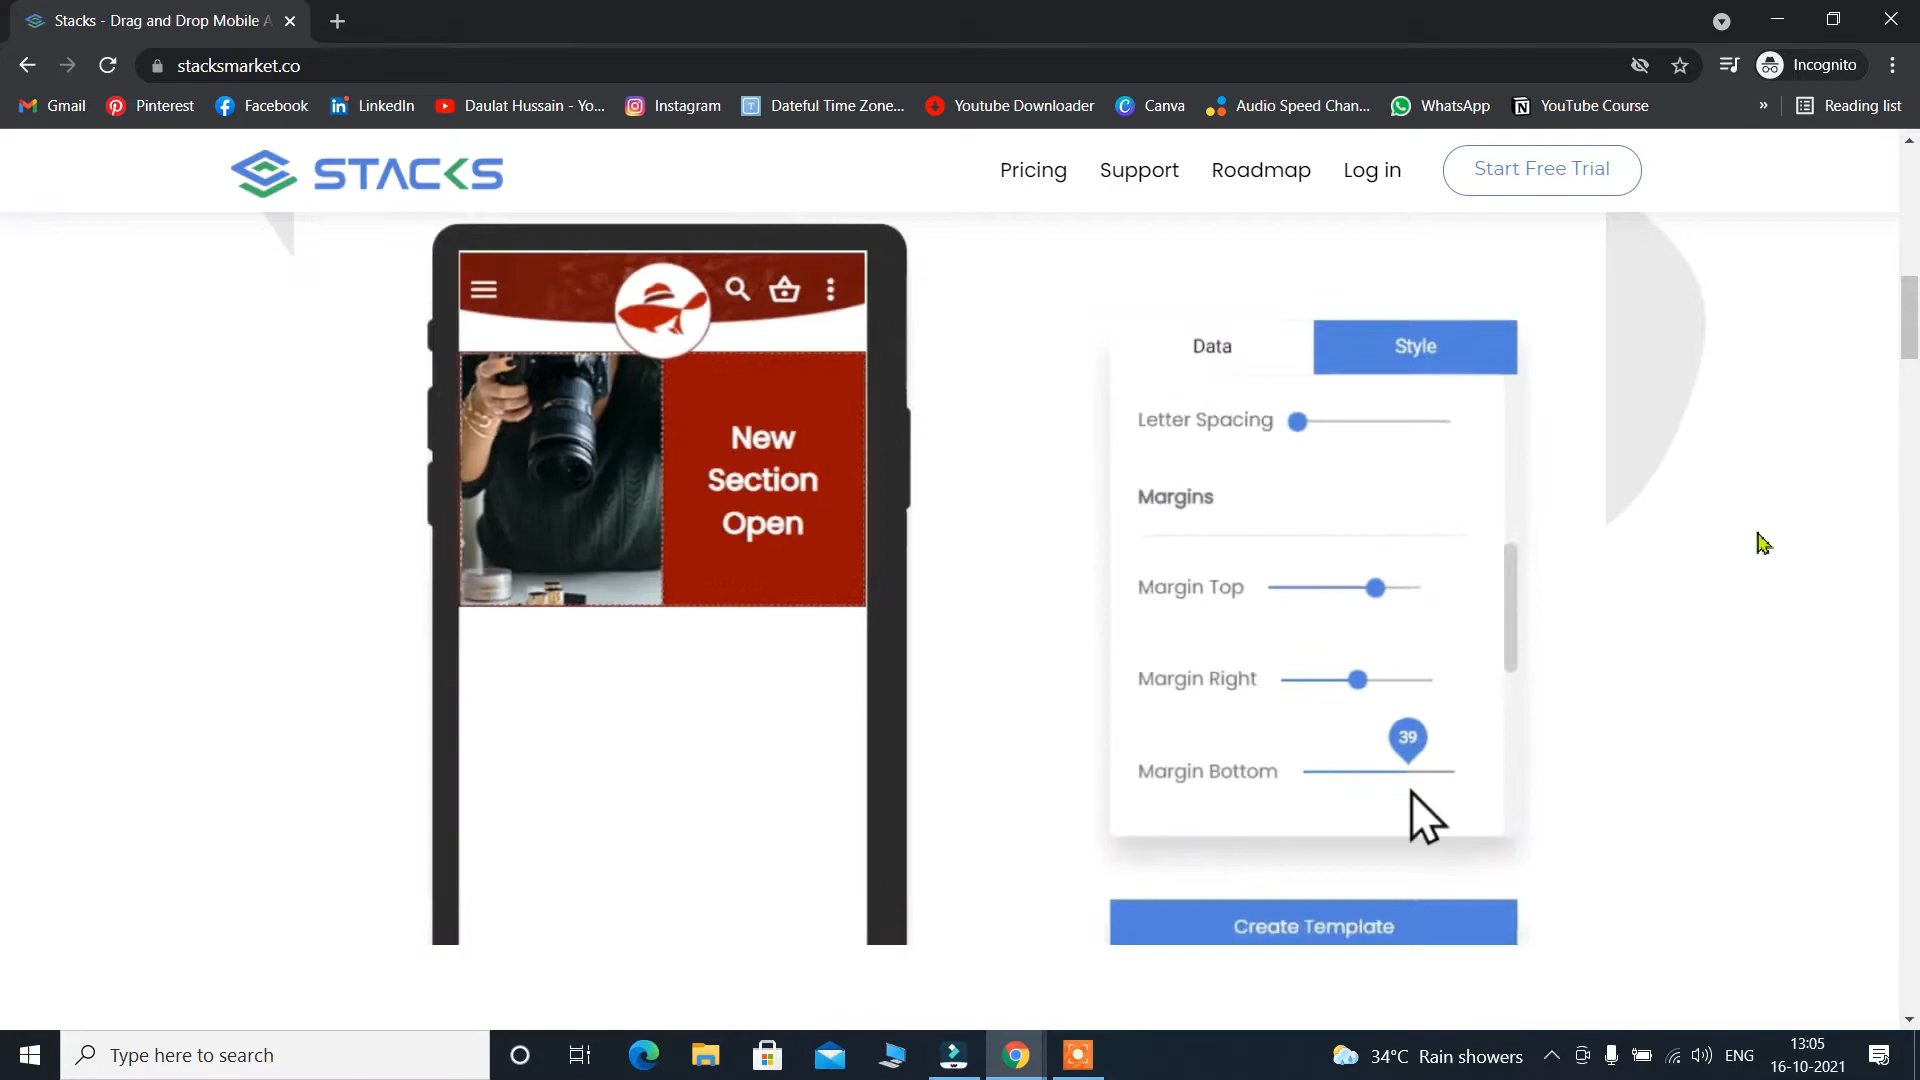 Stacks - Drag and Drop Mobile A
stacksmarket.co
Incognito
Gmail
Pinterest
Facebook
LinkedIn
Daulat Hussain - Yo...
Instagram
Dateful Time Zone...
Youtube Downloader
Canva
Audio Speed Chan...
WhatsApp
YouTube Course
»
Reading list
STACKS
Pricing
Support
Roadmap
Log in
Start Free Trial
New
Section
Open
Data
Style
Letter Spacing
Margins
Margin Top
Margin Right
39
Margin Bottom
Create Template
Type here to search
34°C Rain showers
ENG
13:05
16-10-2021